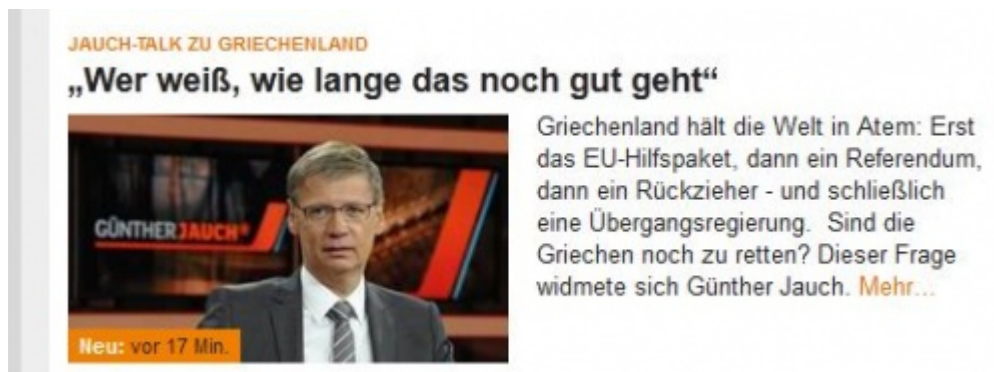 JAUCH-TALK ZU GRIECHENLAND
„Wer weiß, wie lange das noch gut geht“
GÜNTHER JAUCH
Neu: vor 17 Min.
Griechenland hält die Welt in Atem: Erst
das EU-Hilfspaket, dann ein Referendum,
dann ein Rückzieher - und schließlich
eine Übergangsregierung.  Sind die
Griechen noch zu retten? Dieser Frage
widmete sich Günther Jauch. Mehr...